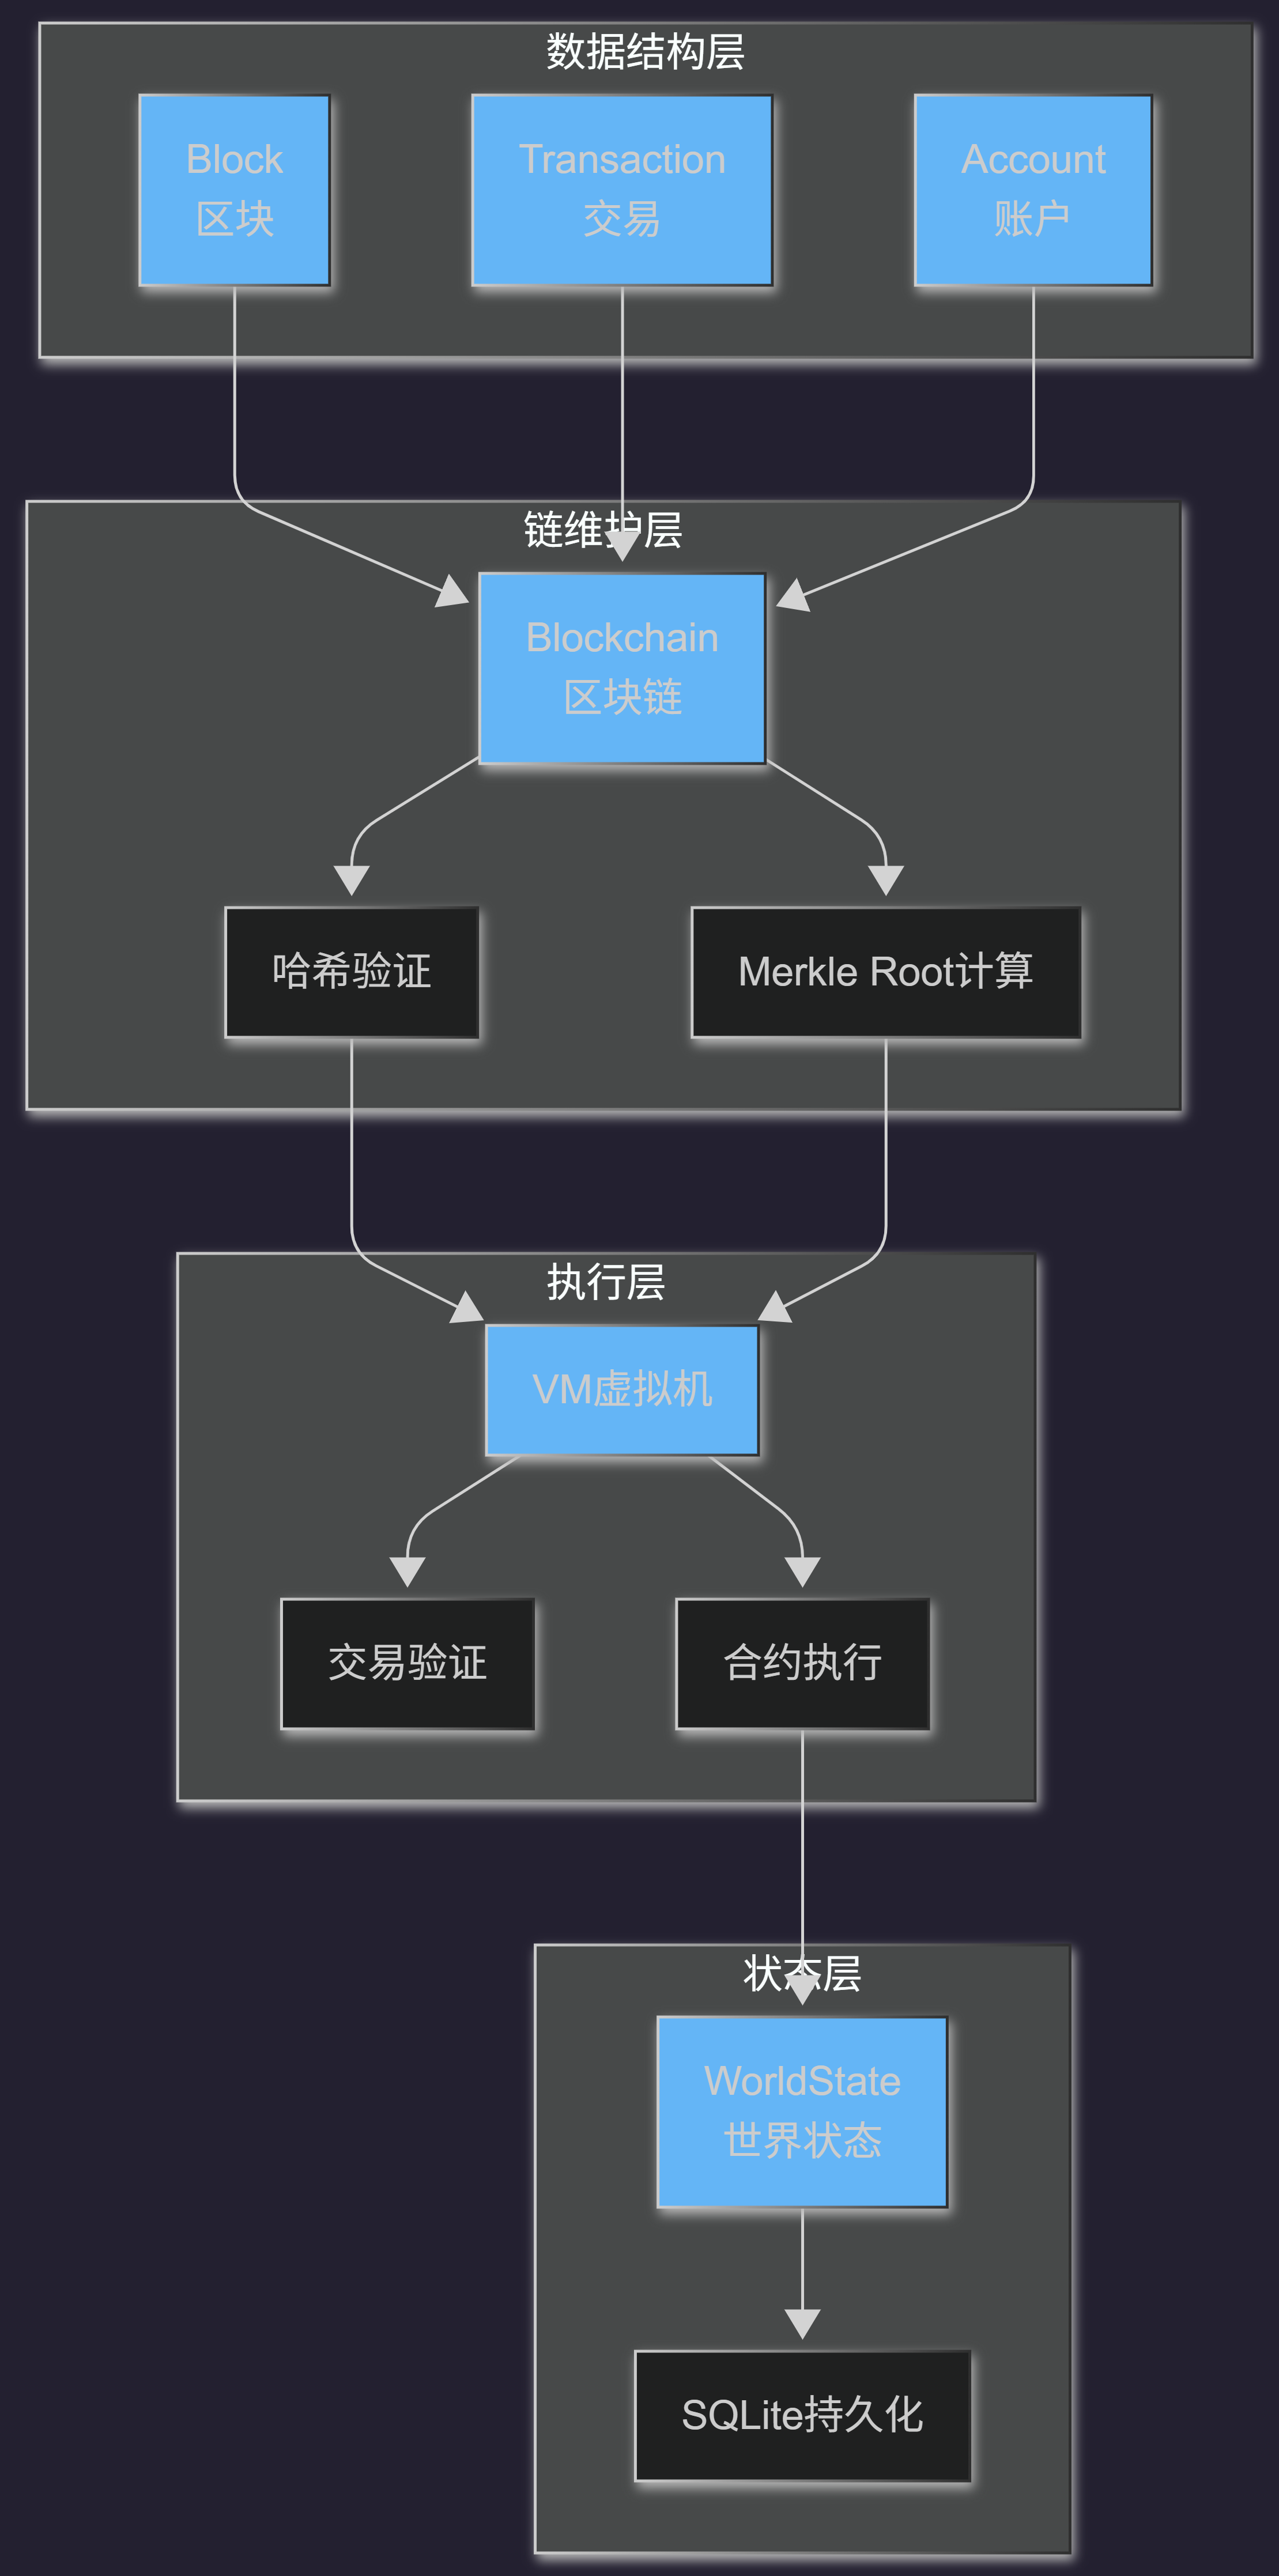 数据结构层
Block
区块
Transaction
交易
Account
账户
链维护层
Blockchain
区块链
哈希验证
Merkle Root计算
执行层
VM虚拟机
交易验证
合约执行
状态层
WorldState
世界状态
SQLite持久化